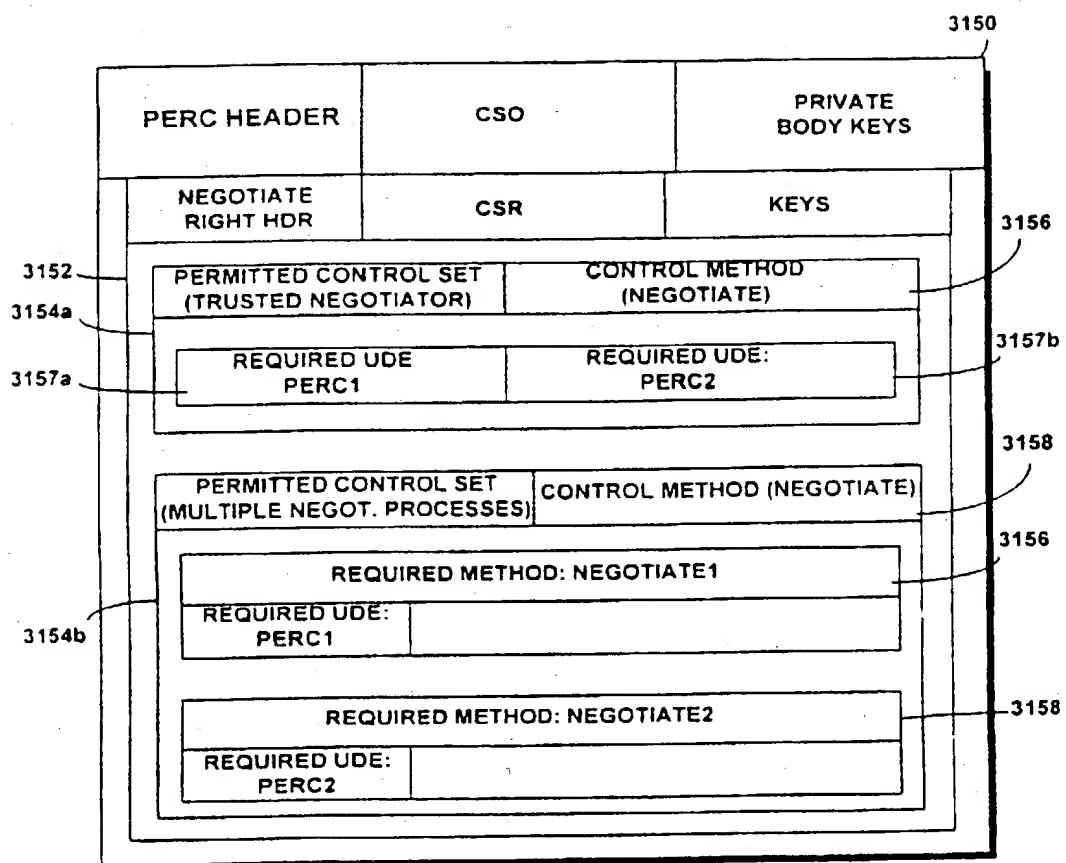 3150
PERC HEADER
CSO
PRIVATE
BODY KEYS
NEGOTIATE
RIGHT HDR
CSR
KEYS
3156
3152
PERMITTED CONTROL SET
(TRUSTED NEGOTIATOR)
CONTROL METHOD
(NEGOTIATE)
3154a
3157a
REQUIRED UDE
PERC1
REQUIRED UDE:
PERC2
3157b
3158
PERMITTED CONTROL SET
(MULTIPLE NEGOT. PROCESSES)
CONTROL METHOD (NEGOTIATE)
3156
REQUIRED METHOD: NEGOTIATE1
REQUIRED UDE:
PERC1
3154b
REQUIRED METHOD: NEGOTIATE2
3158
REQUIRED UDE:
PERC2